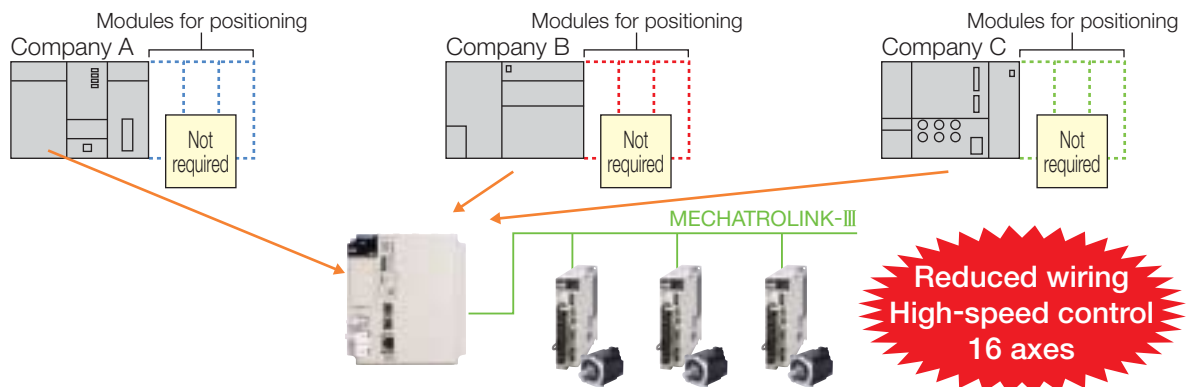 Modules for positioning
Company A
Not
required
Modules for positioning
Company B
Not
required
Modules for positioning
Company C
Not
required
MECHATROLINK-Ⅲ
Reduced wiring
High-speed control
16 axes